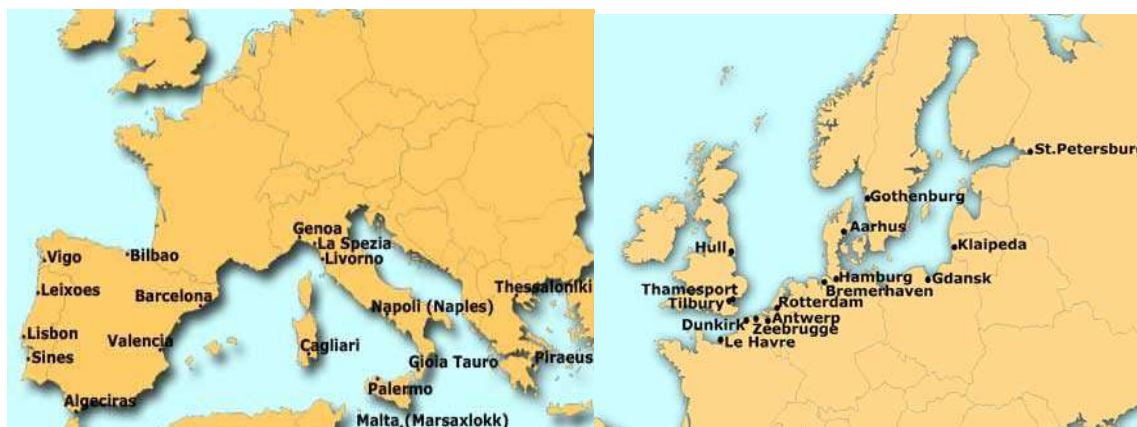 Genoa
La Spezia
Livorno
Vigo
Bilbao
Leixoes
Barcelona
Thessaloniki
Napoli (Naples)
Lisbon
Valencia
Sines
Cagliari
Gioia Tauro
Piraeus
Palermo
Algeciras
Malta (Marsaxlokk)
St.Petersburg
Gothenburg
Aarhus
Hull
Klaipeda
Hamburg
Gdansk
Thamesport
Bremerhaven
Tilbury
Rotterdam
Dunkirk
Antwerp
Zeebrugge
Le Havre